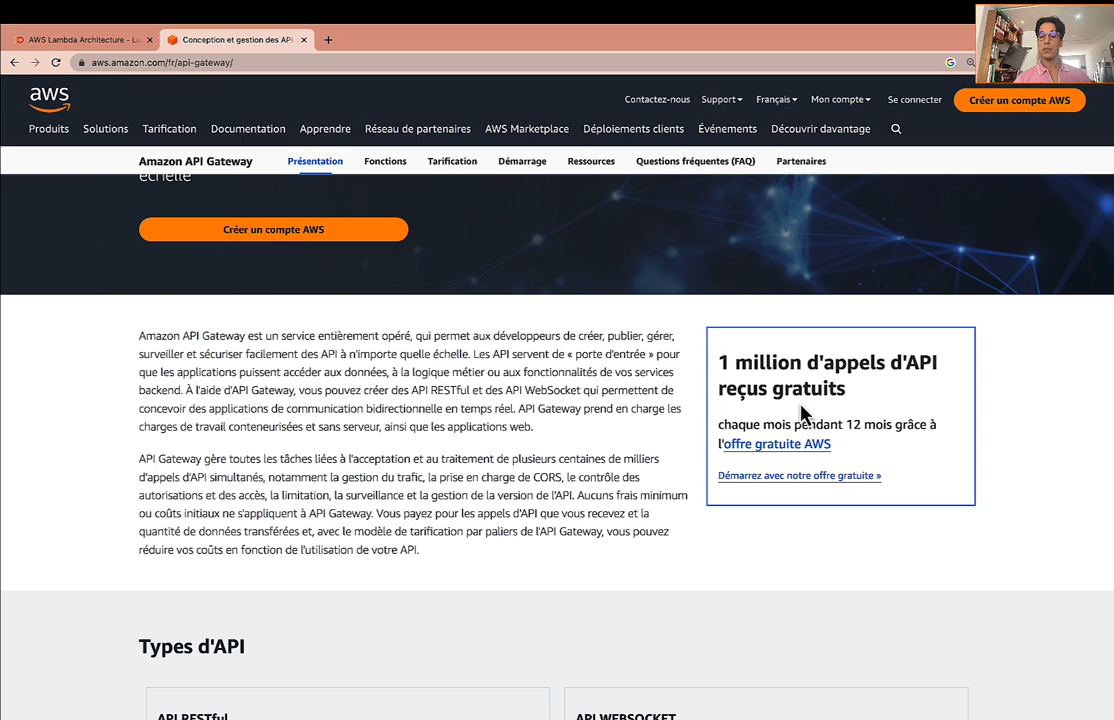 AWS Lambda Architecture - Lu
Conception et gestion des API
aws.amazon.com/fr/api-gateway/
aws
Contactez-nous Support Français Mon compte Se connecter Créer un compte AWS
Produits Solutions Tarification Documentation Apprendre Réseau de partenaires AWS Marketplace Déploiements clients Événements Découvrir davantage
Amazon API Gateway Présentation Fonctions Tarification Démarrage Ressources Questions fréquentes (FAQ) Partenaires
échelle
Créer un compte AWS
Amazon API Gateway est un service entièrement opéré, qui permet aux développeurs de créer, publier, gérer,
surveiller et sécuriser facilement des API à n'importe quelle échelle. Les API servent de « porte d'entrée » pour
que les applications puissent accéder aux données, à la logique métier ou aux fonctionnalités de vos services
backend. À l'aide d'API Gateway, vous pouvez créer des API RESTful et des API WebSocket qui permettent de
concevoir des applications de communication bidirectionnelle en temps réel. API Gateway prend en charge les
charges de travail conteneurisées et sans serveur, ainsi que les applications web.
API Gateway gère toutes les tâches liées à l'acceptation et au traitement de plusieurs centaines de milliers
d'appels d'API simultanés, notamment la gestion du trafic, la prise en charge de CORS, le contrôle des
autorisations et des accès, la limitation, la surveillance et la gestion de la version de l'API. Aucuns frais minimum
ou coûts initiaux ne s'appliquent à API Gateway. Vous payez pour les appels d'API que vous recevez et la
quantité de données transférées et, avec le modèle de tarification par paliers de l'API Gateway, vous pouvez
réduire vos coûts en fonction de l'utilisation de votre API.
1 million d'appels d'API
reçus gratuits
chaque mois pendant 12 mois grâce à
l'offre gratuite AWS
Démarrez avec notre offre gratuite »
Types d'API
API RESTful
API WEBSOCKET